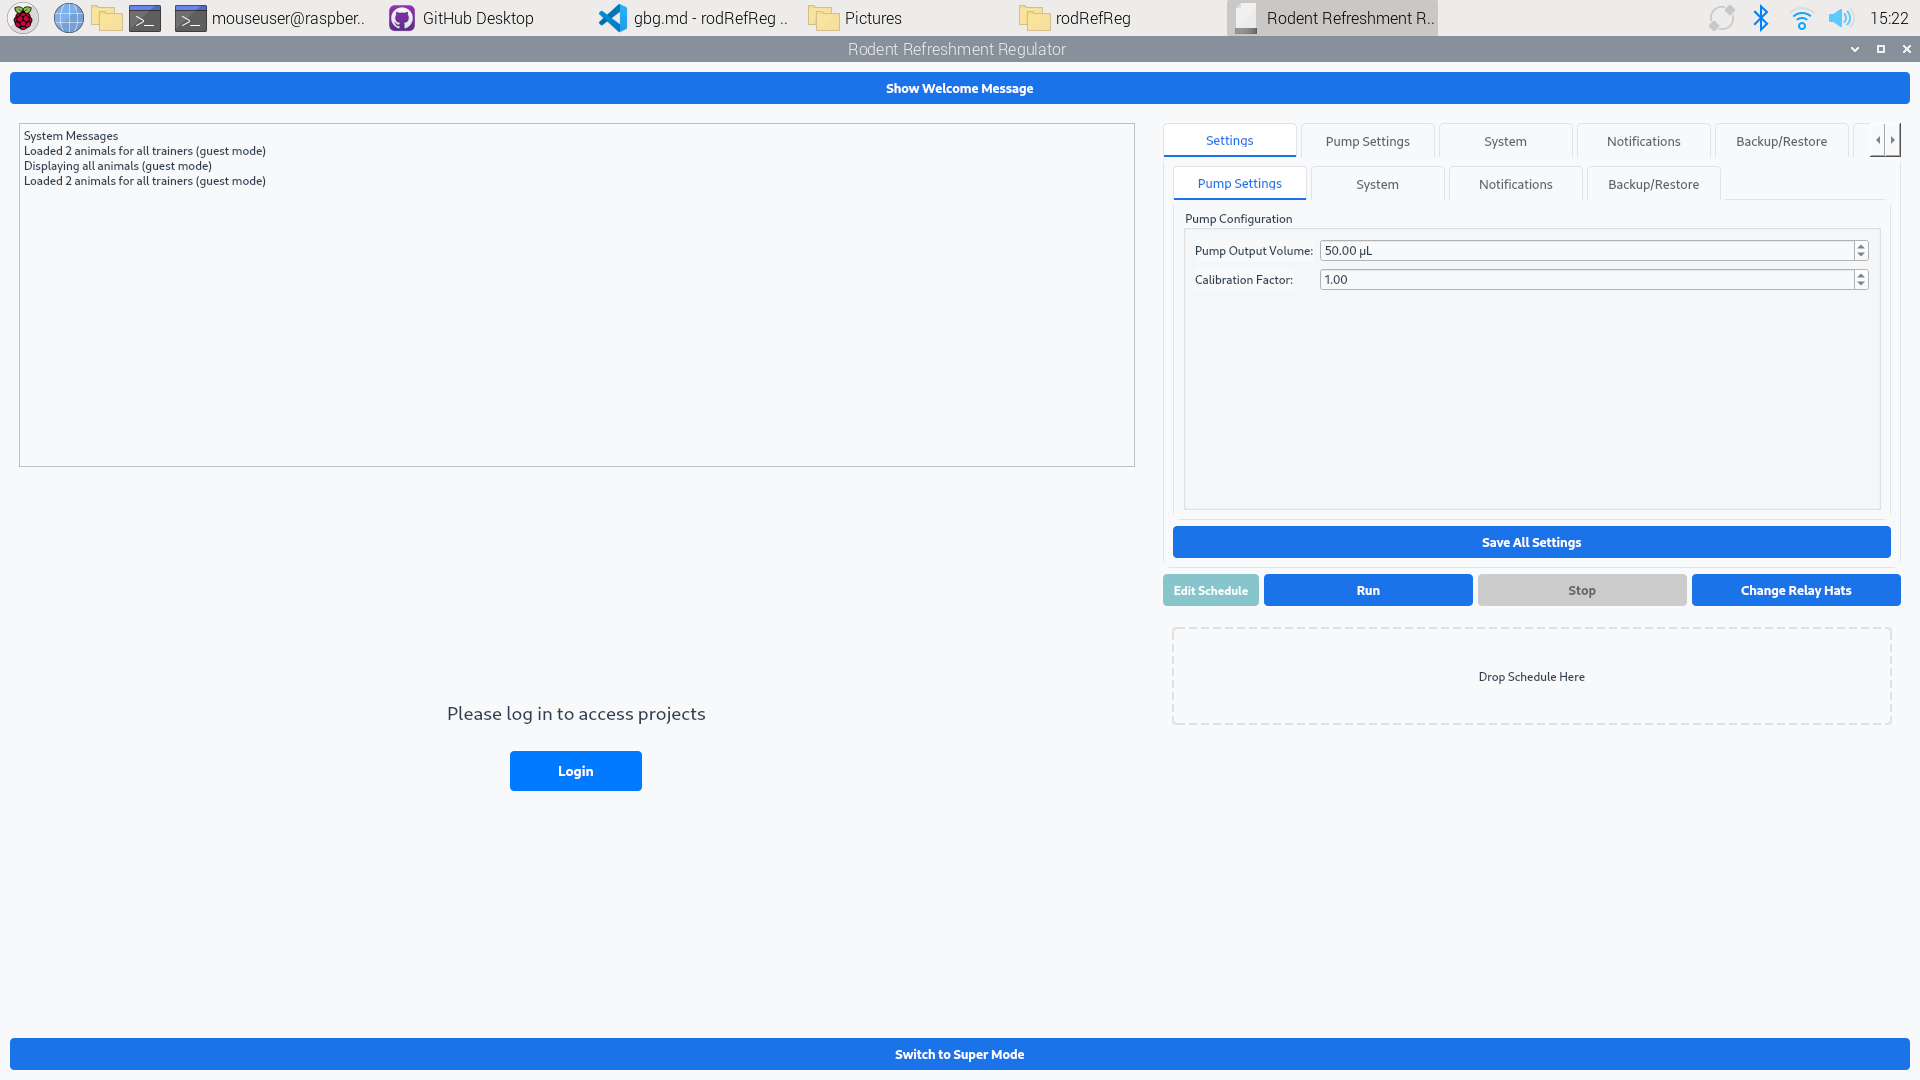 mouseuser@raspber..
GitHub Desktop
gbg.md - rodRefReg ..
Pictures
rodRefReg
Rodent Refreshment R..
15:22
Rodent Refreshment Regulator
Show Welcome Message
System Messages
Loaded 2 animals for all trainers (guest mode)
Displaying all animals (guest mode)
Loaded 2 animals for all trainers (guest mode)
Please log in to access projects
Login
Settings
Pump Settings
System
Notifications
Backup/Restore
Pump Settings
System
Notifications
Backup/Restore
Pump Configuration
Pump Output Volume: 50.00 µL
Calibration Factor: 1.00
Save All Settings
Edit Schedule
Run
Stop
Change Relay Hats
Drop Schedule Here
Switch to Super Mode